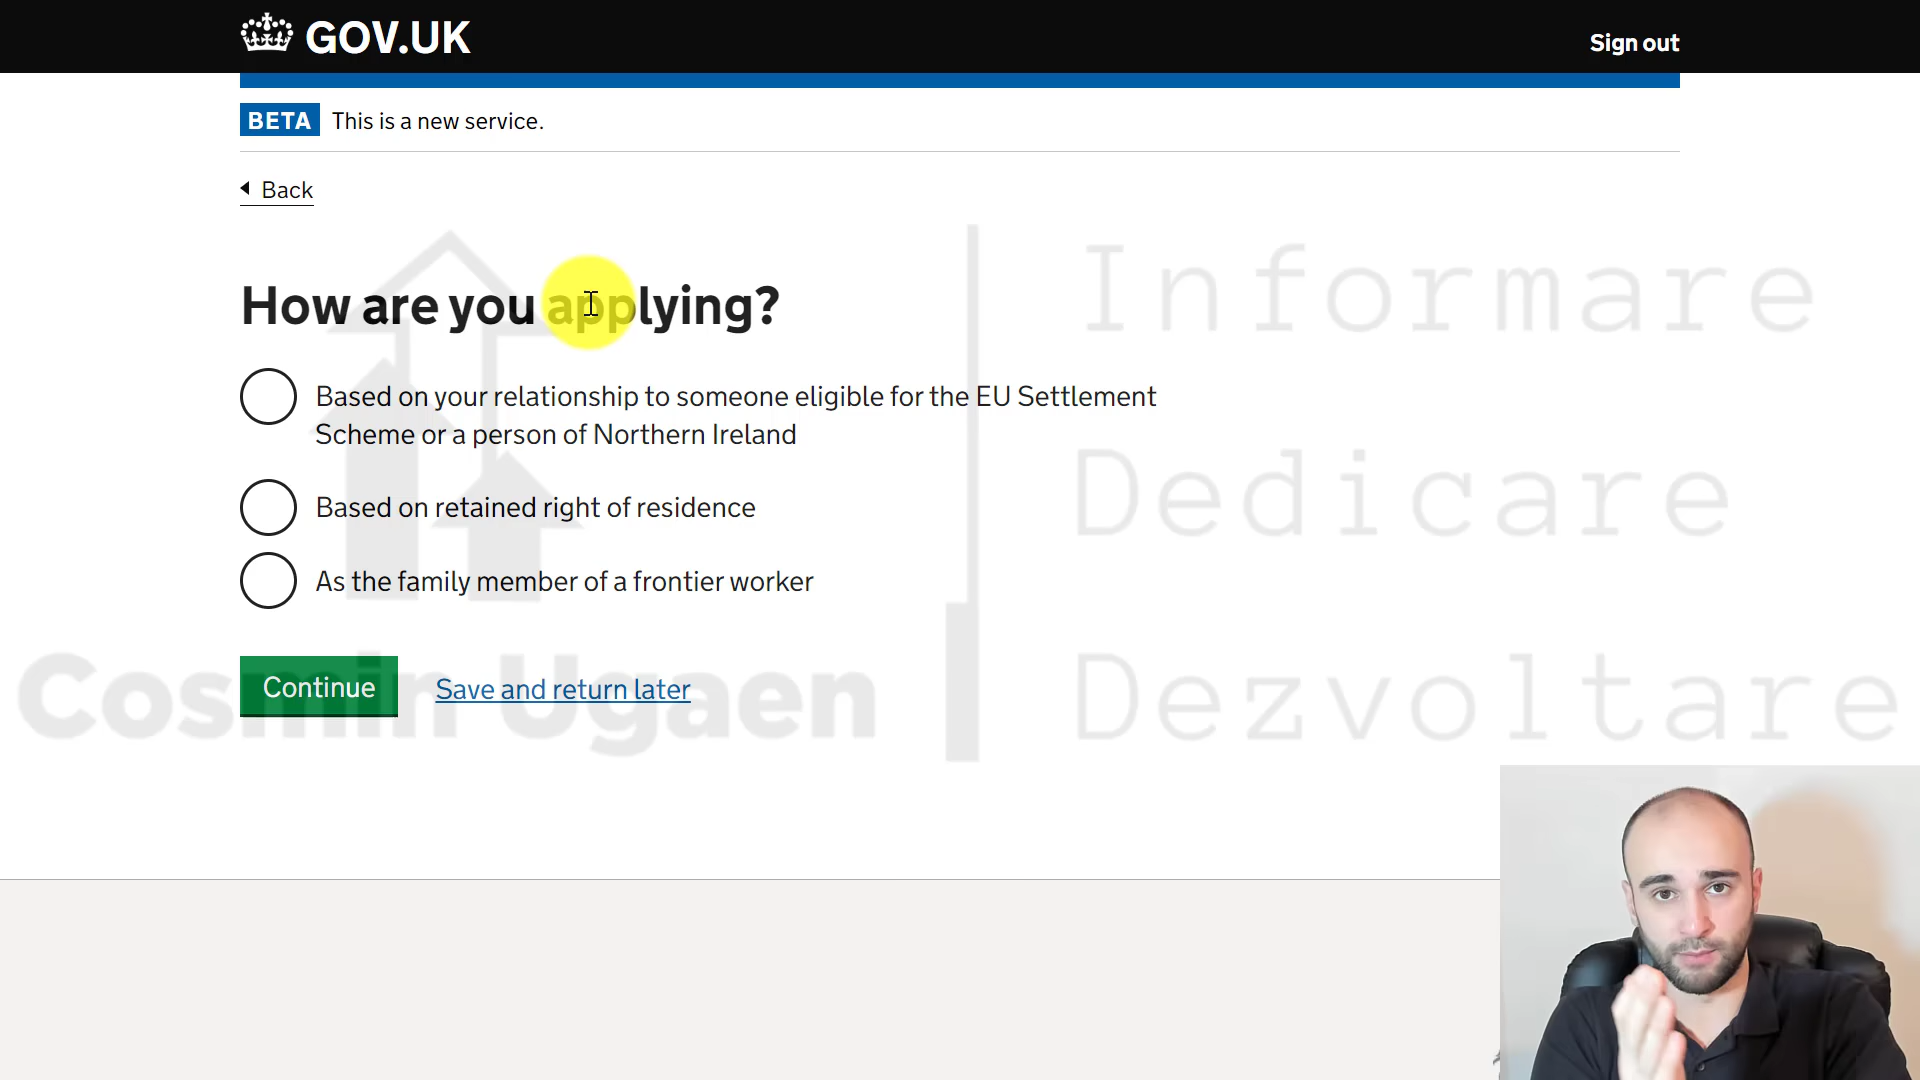 GOV.UK
Sign out
BETA This is a new service.
Back
How are you applying?
Based on your relationship to someone eligible for the EU Settlement
Scheme or a person of Northern Ireland
Based on retained right of residence
As the family member of a frontier worker
Continue
Save and return later
Cosmin Ugaen
Informare
Dedicare
Dezvoltare